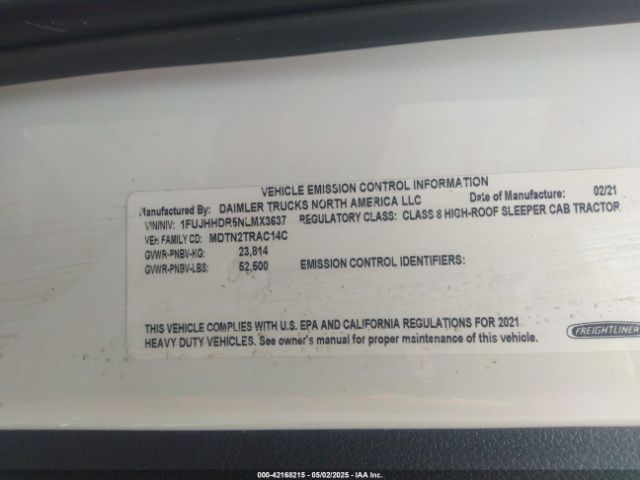 VEHICLE EMISSION CONTROL INFORMATION
Manufactured By: DAIMLER TRUCKS NORTH AMERICA LLC Date of Manufacture: 02/21
VIN/NIV: 1FUJHHDR5NLMX3637 REGULATORY CLASS: CLASS 8 HIGH-ROOF SLEEPER CAB TRACTOR
VEH FAMILY CD: MDTN2TRAC14C
GVWR-PNBV-KG: 23,814
GVWR-PNBV-LBS: 52,500 EMISSION CONTROL IDENTIFIERS:
THIS VEHICLE COMPLIES WITH U.S. EPA AND CALIFORNIA REGULATIONS FOR 2021
HEAVY DUTY VEHICLES. See owner's manual for proper maintenance of this vehicle.
FREIGHTLINER
000-42168215 - 05/02/2025 - IAA Inc.